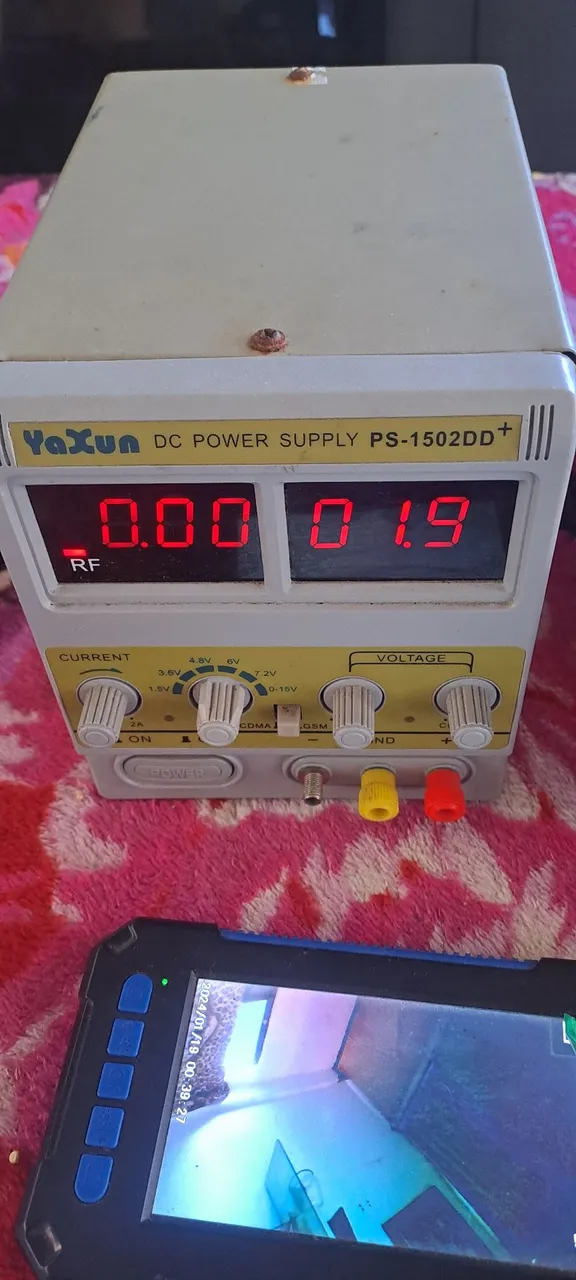 YaXun DC POWER SUPPLY PS-1502DD+
0.00 01.9
RF
CURRENT
VOLTAGE
1.5V 3.6V 4.8V 6V 7.2V 0-15V
2A
CDMA GSM
ON
− GND +
POWER
2024/01/19 00:39:27